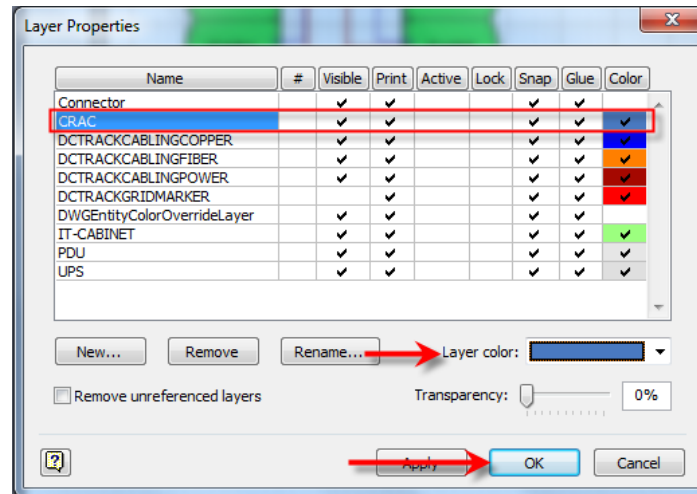 Layer Properties
Name # Visible Print Active Lock Snap Glue Color
Connector
CRAC
DCTRACKCABLINGCOPPER
DCTRACKCABLINGFIBER
DCTRACKCABLINGPOWER
DCTRACKGRIDMARKER
DWGEntityColorOverrideLayer
IT-CABINET
PDU
UPS
New... Remove Rename... Layer color:
Remove unreferenced layers Transparency: 0%
Apply OK Cancel